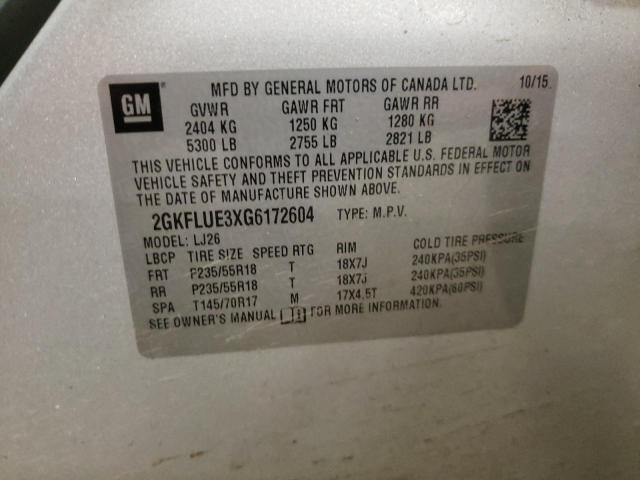 GM
MFD BY GENERAL MOTORS OF CANADA LTD. 10/15
GVWR GAWR FRT GAWR RR
2404 KG 1250 KG 1280 KG
5300 LB 2755 LB 2821 LB
THIS VEHICLE CONFORMS TO ALL APPLICABLE U.S. FEDERAL MOTOR
VEHICLE SAFETY AND THEFT PREVENTION STANDARDS IN EFFECT ON
THE DATE OF MANUFACTURE SHOWN ABOVE.
2GKFLUE3XG6172604 TYPE: M.P.V.
MODEL: LJ26
LBCP TIRE SIZE SPEED RTG RIM COLD TIRE PRESSURE
FRT P235/55R18 T 18X7J 240KPA(35PSI)
RR P235/55R18 T 18X7J 240KPA(35PSI)
SPA T145/70R17 M 17X4.5T 420KPA(60PSI)
SEE OWNER'S MANUAL FOR MORE INFORMATION.